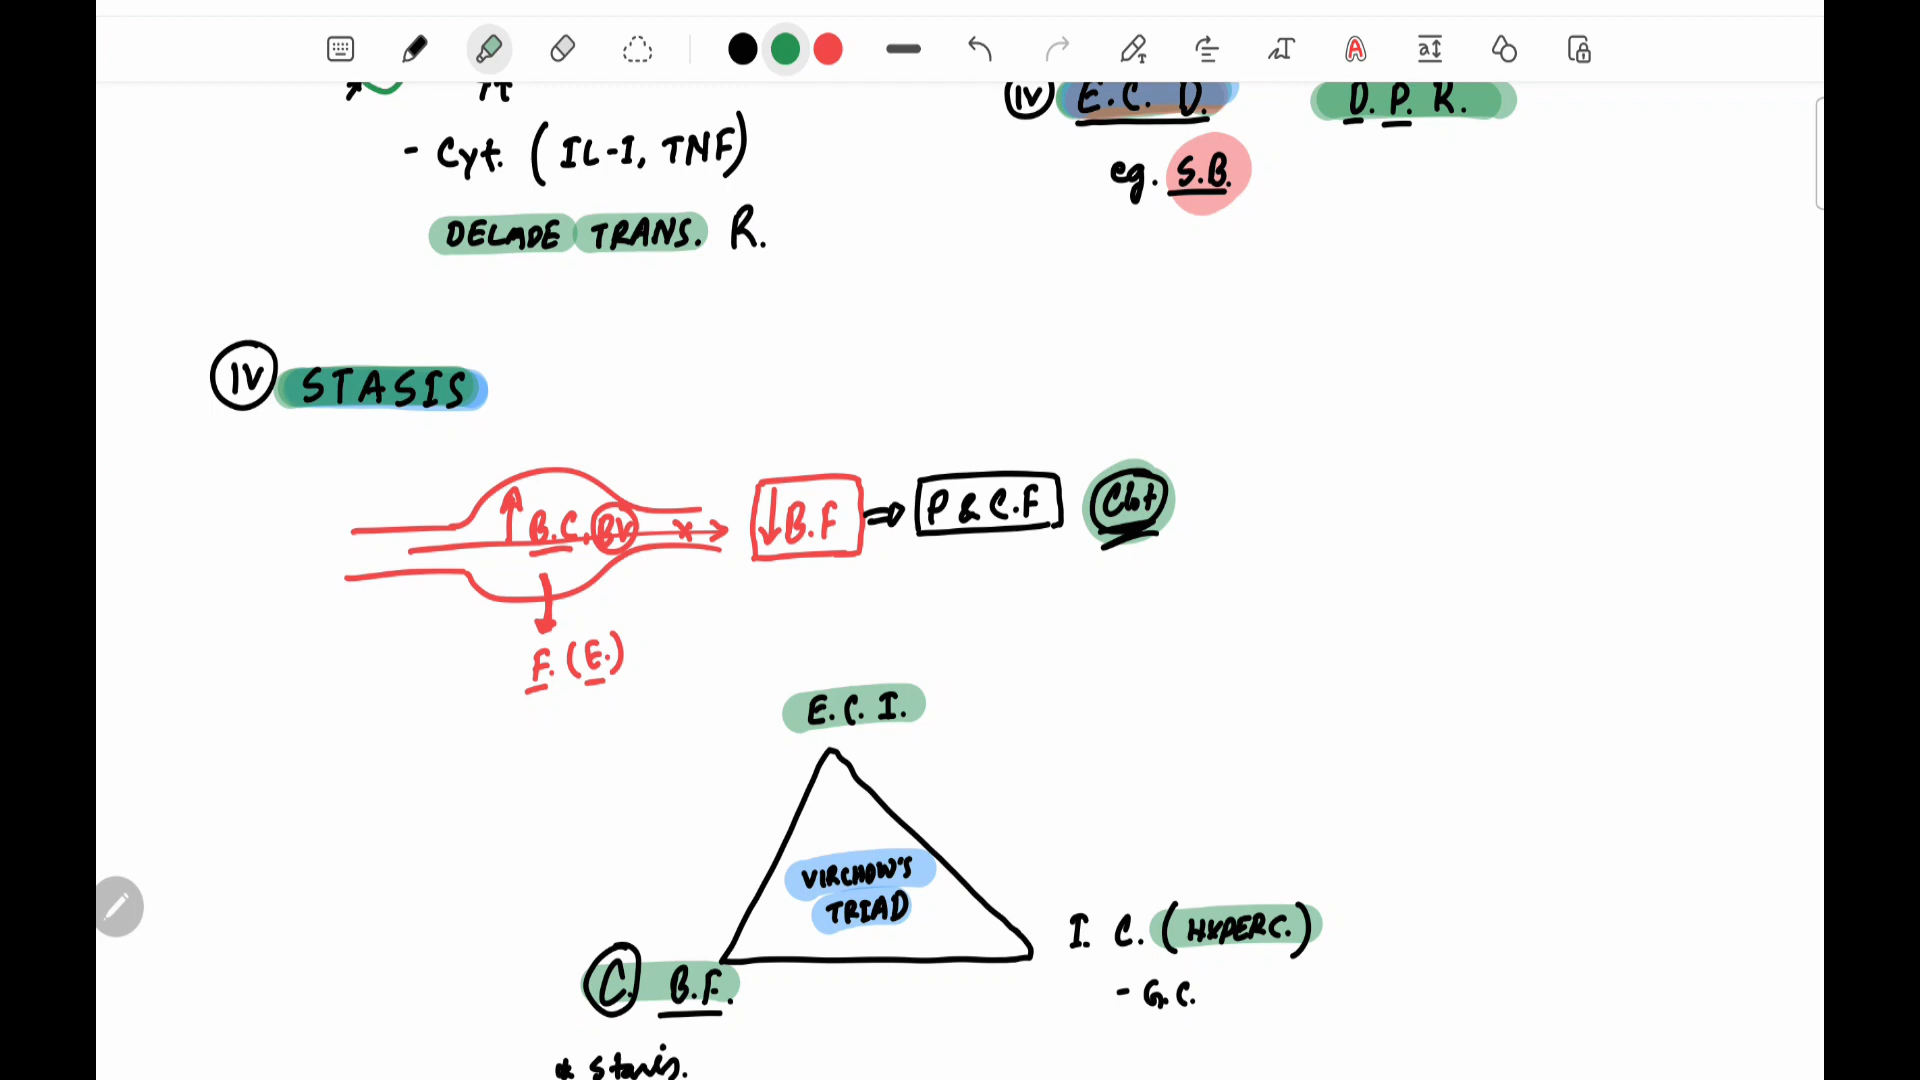 IV E.C. D. D. P. R.
- Cyt. ( IL-1, TNF)
eg. S.B.
DELADE TRANS. R.
IV STASIS
↑ B.C, BV x → ↓ B.F ⇒ P & C.F Clot
F. (E.)
E. C. I.
VIRCHOW'S
TRIAD
I. C. ( HYPERC.)
C. B.F.
- G.C.
* Stasis.